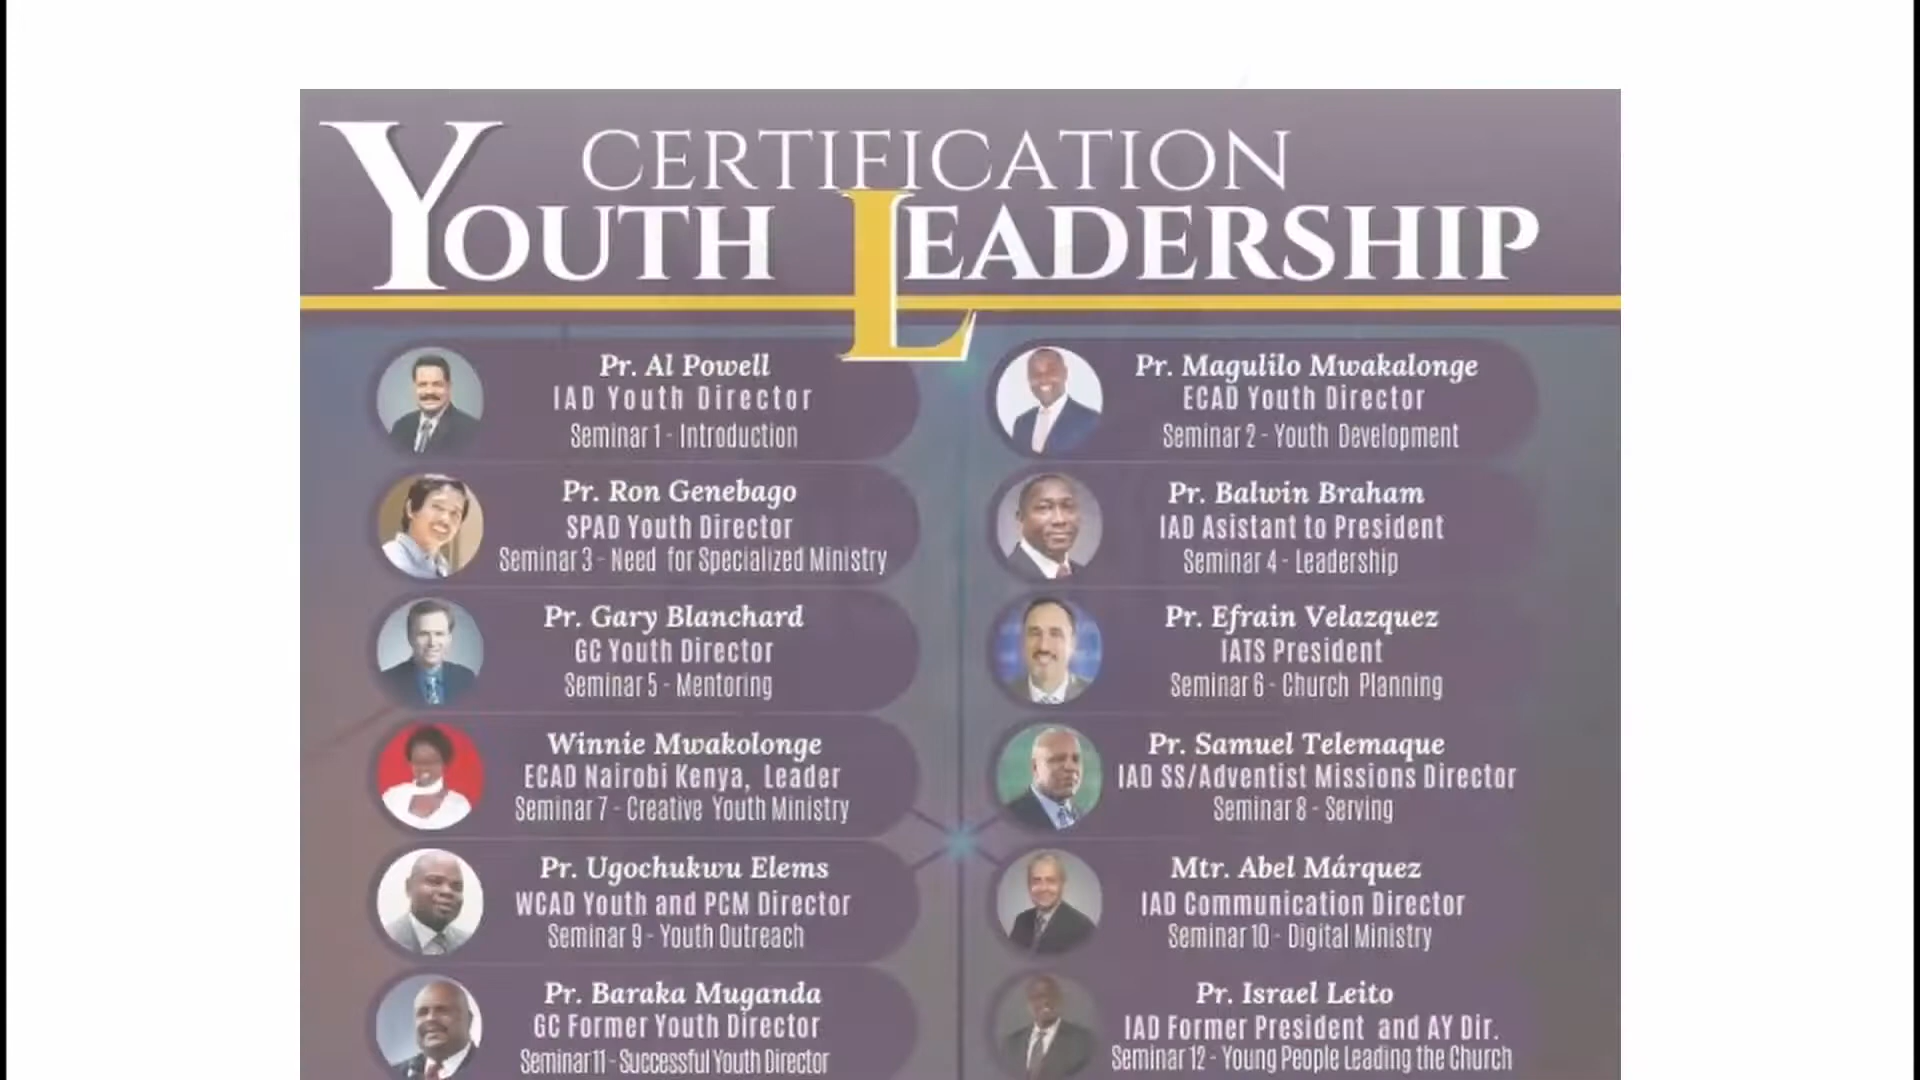 CERTIFICATION
YOUTH LEADERSHIP
Pr. Al Powell
IAD Youth Director
Seminar 1 - Introduction
Pr. Magulilo Mwakalonge
ECAD Youth Director
Seminar 2 - Youth Development
Pr. Ron Genebago
SPAD Youth Director
Seminar 3 - Need for Specialized Ministry
Pr. Balwin Braham
IAD Asistant to President
Seminar 4 - Leadership
Pr. Gary Blanchard
GC Youth Director
Seminar 5 - Mentoring
Pr. Efrain Velazquez
IATS President
Seminar 6 - Church Planning
Winnie Mwakolonge
ECAD Nairobi Kenya, Leader
Seminar 7 - Creative Youth Ministry
Pr. Samuel Telemaque
IAD SS/Adventist Missions Director
Seminar 8 - Serving
Pr. Ugochukwu Elems
WCAD Youth and PCM Director
Seminar 9 - Youth Outreach
Mtr. Abel Márquez
IAD Communication Director
Seminar 10 - Digital Ministry
Pr. Baraka Muganda
GC Former Youth Director
Seminar 11 - Successful Youth Director
Pr. Israel Leito
IAD Former President and AY Dir.
Seminar 12 - Young People Leading the Church